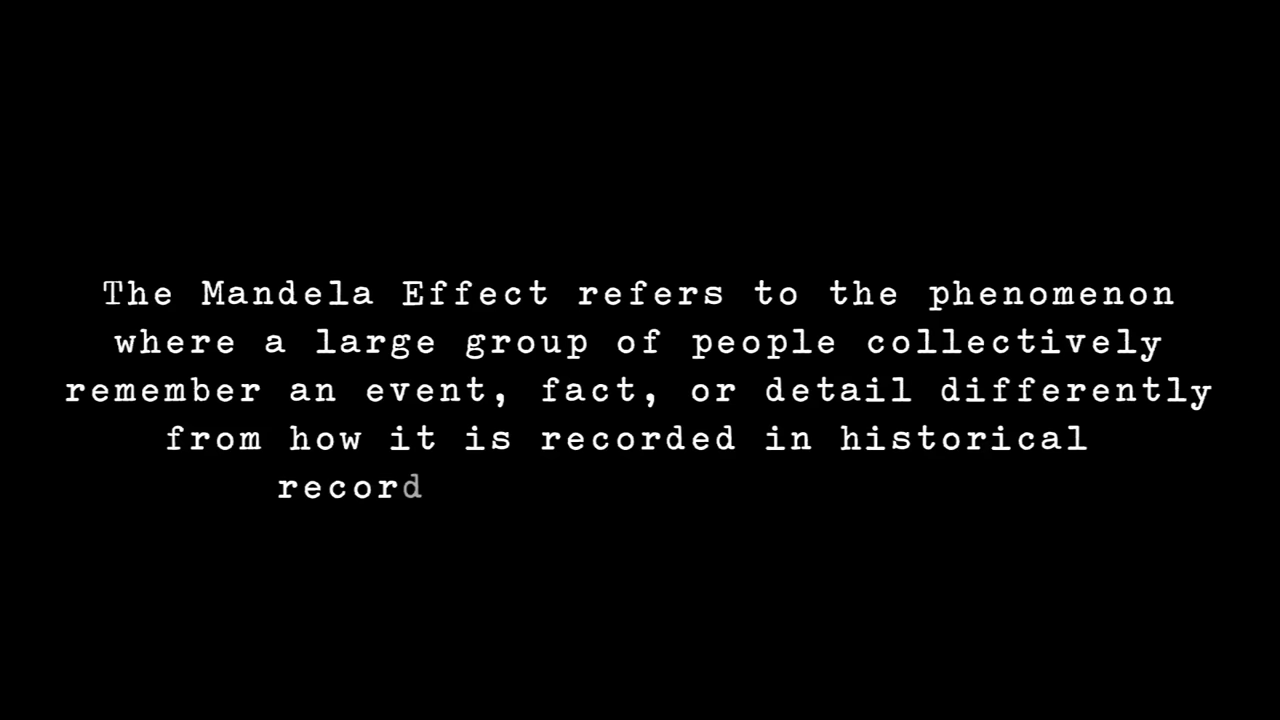 The Mandela Effect refers to the phenomenon
where a large group of people collectively
remember an event, fact, or detail differently
from how it is recorded in historical
record